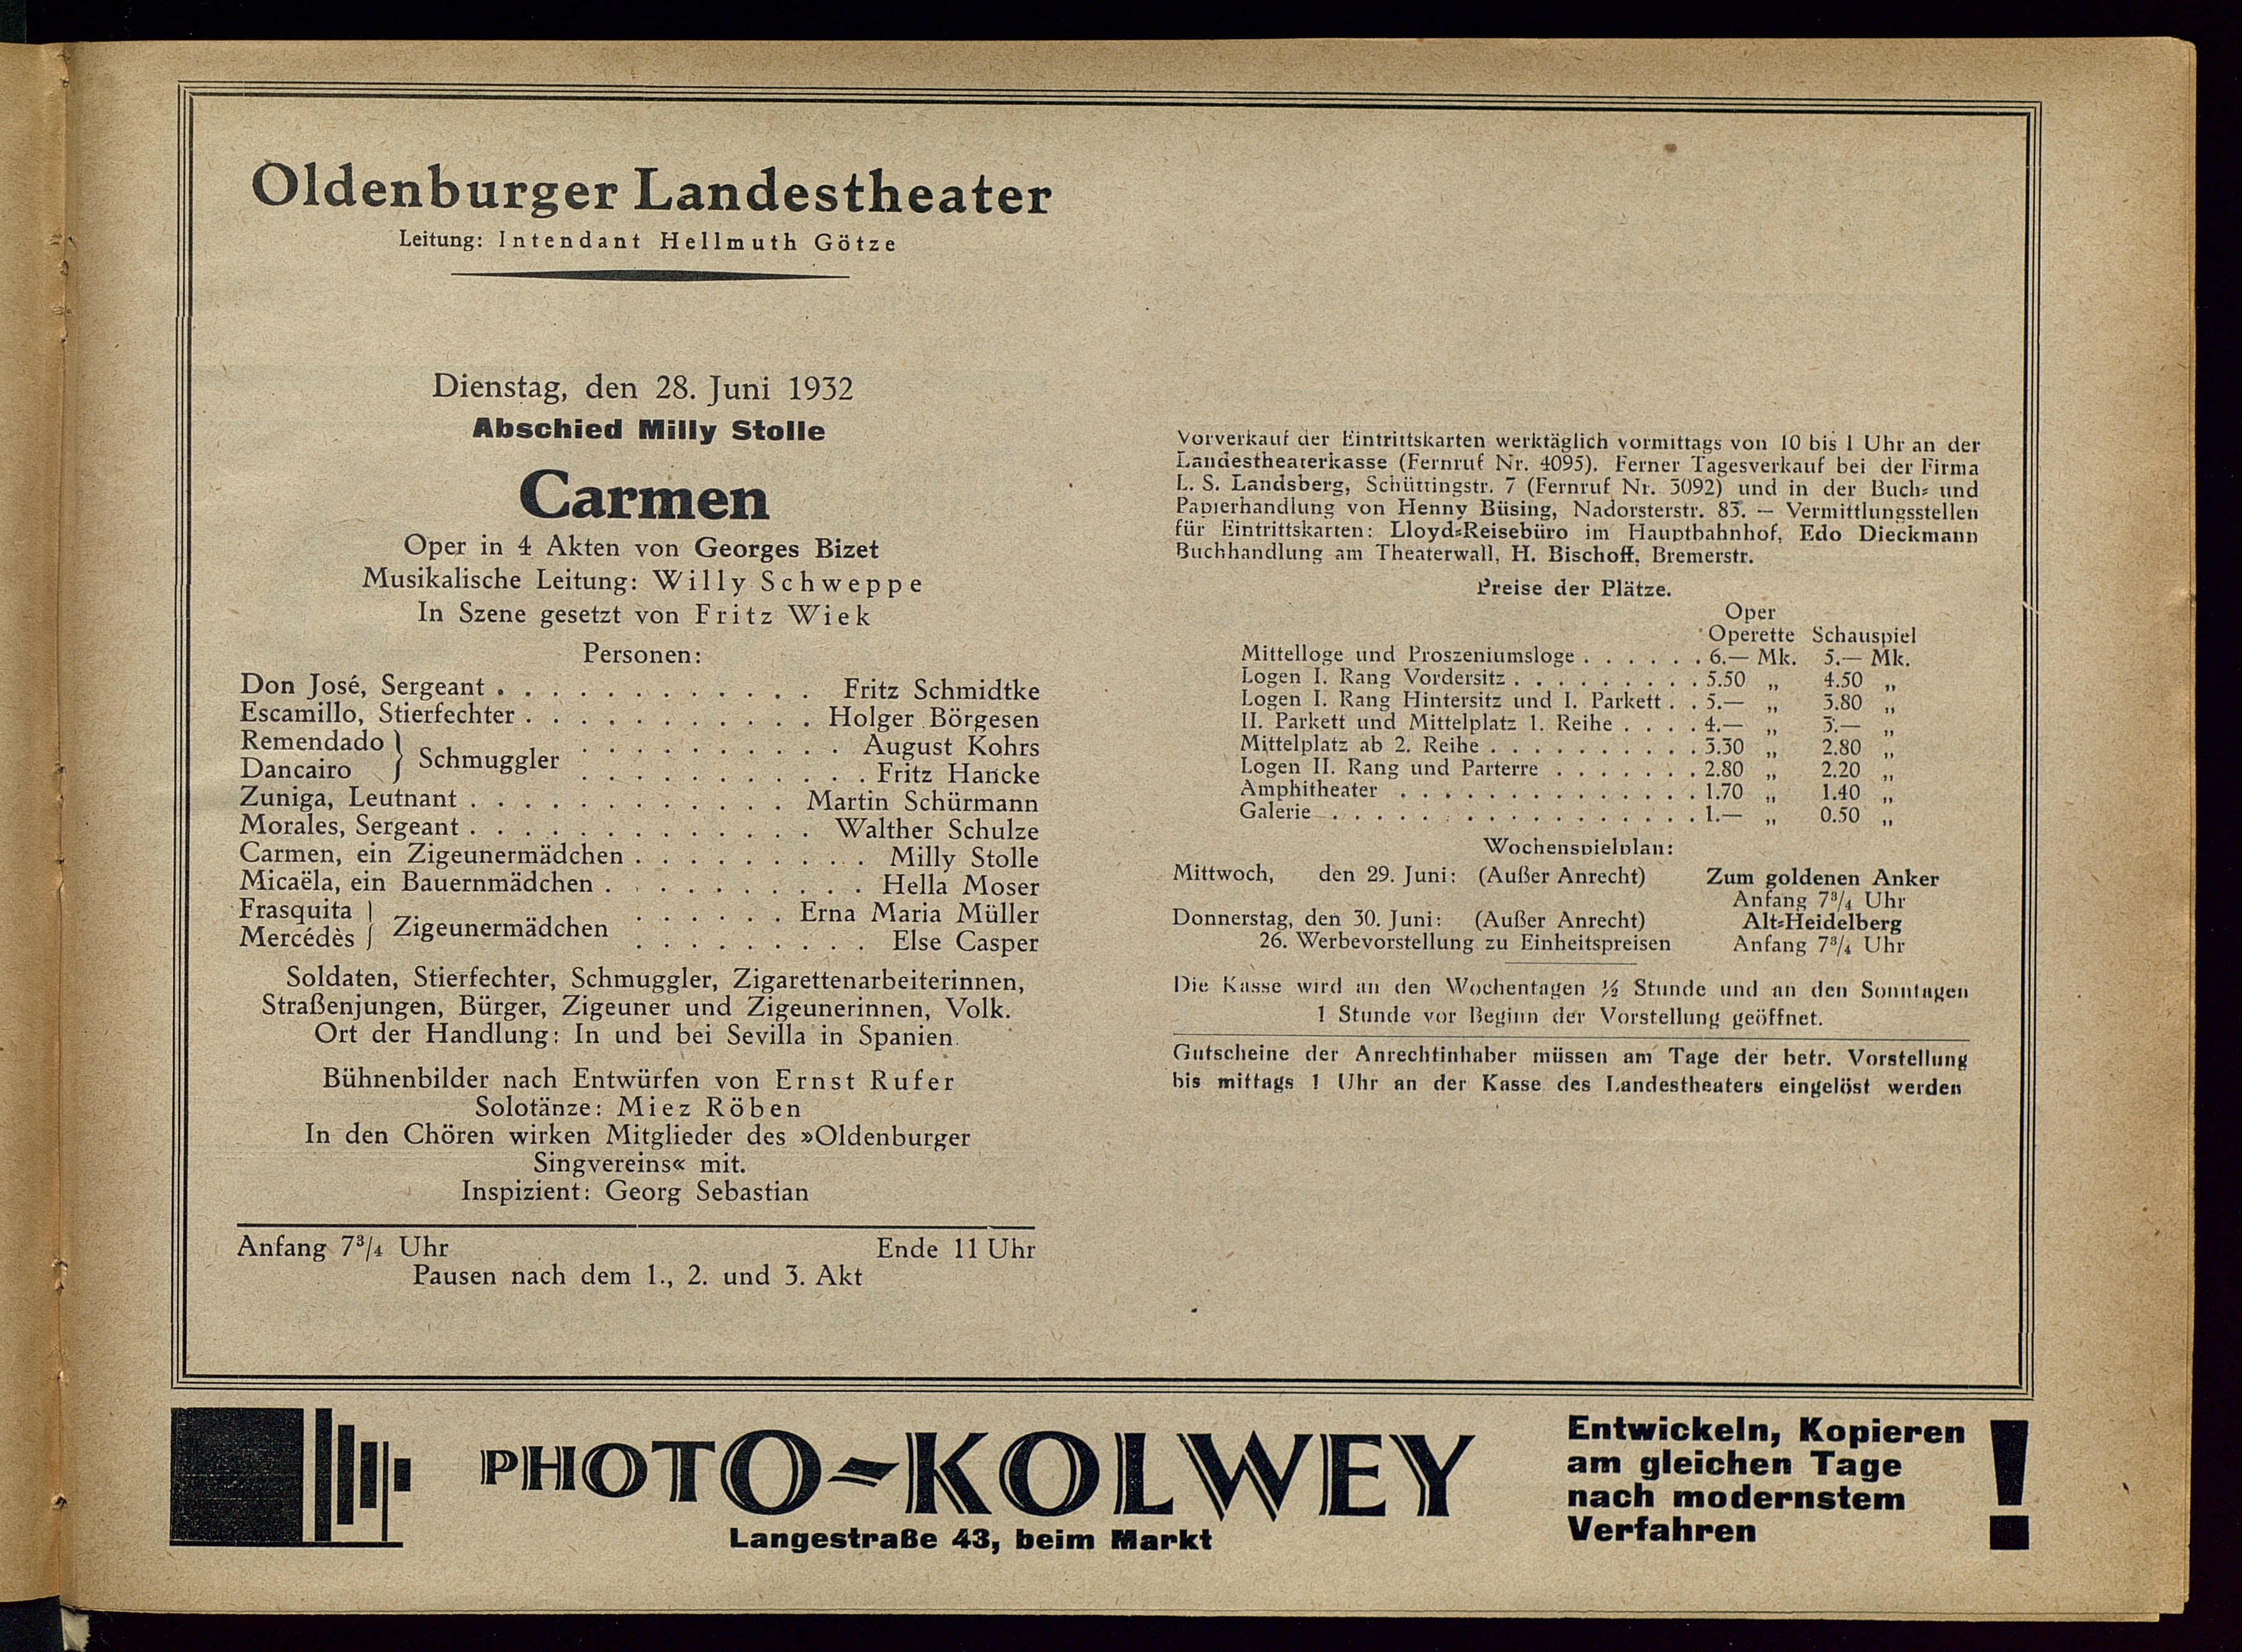 Oldenburger Landestheater
Leitung: Intendant Hellmuth Götze
Dienstag, den 28. Juni 1932
Abschied Milly Stolle
Carmen
Oper in 4 Akten von Georges Bizet
Musikalische Leitung: Willy Schweppe
In Szene gesetzt von Fritz Wiek
Personen:
Don José, Sergeant . . . . . . . . . . . . Fritz Schmidtke
Escamillo, Stierfechter . . . . . . . . . . . Holger Börgesen
Remendado } Schmuggler . . . . . . . . . . August Kohrs
Dancairo . . . . . . . . . . . Fritz Hancke
Zuniga, Leutnant . . . . . . . . . . . . Martin Schürmann
Morales, Sergeant . . . . . . . . . . . . . Walther Schulze
Carmen, ein Zigeunermädchen . . . . . . . . . Milly Stolle
Micaëla, ein Bauernmädchen . . . . . . . . . . Hella Moser
Frasquita } Zigeunermädchen . . . . . . Erna Maria Müller
Mercédès . . . . . . . . . Else Casper
Soldaten, Stierfechter, Schmuggler, Zigarettenarbeiterinnen,
Straßenjungen, Bürger, Zigeuner und Zigeunerinnen, Volk.
Ort der Handlung: In und bei Sevilla in Spanien.
Bühnenbilder nach Entwürfen von Ernst Rufer
Solotänze: Miez Röben
In den Chören wirken Mitglieder des »Oldenburger
Singvereins« mit.
Inspizient: Georg Sebastian
Anfang 7³/₄ Uhr Ende 11 Uhr
Pausen nach dem 1., 2. und 3. Akt
Vorverkauf der Eintrittskarten werktäglich vormittags von 10 bis 1 Uhr an der
Landestheaterkasse (Fernruf Nr. 4095). Ferner Tagesverkauf bei der Firma
L. S. Landsberg, Schüttingstr. 7 (Fernruf Nr. 3092) und in der Buch- und
Papierhandlung von Henny Büsing, Nadorsterstr. 83. — Vermittlungsstellen
für Eintrittskarten: Lloyd-Reisebüro im Hauptbahnhof, Edo Dieckmann
Buchhandlung am Theaterwall, H. Bischoff, Bremerstr.
Preise der Plätze.
Oper
Operette Schauspiel
Mittelloge und Proszeniumsloge . . . . . . 6.— Mk. 5.— Mk.
Logen I. Rang Vordersitz . . . . . . . . . 5.50 „ 4.50 „
Logen I. Rang Hintersitz und I. Parkett . . 5.— „ 3.80 „
II. Parkett und Mittelplatz 1. Reihe . . . . 4.— „ 3.— „
Mittelplatz ab 2. Reihe . . . . . . . . . . 3.30 „ 2.80 „
Logen II. Rang und Parterre . . . . . . . 2.80 „ 2.20 „
Amphitheater . . . . . . . . . . . . . . 1.70 „ 1.40 „
Galerie . . . . . . . . . . . . . . . . . 1.— „ 0.50 „
Wochenspielplan:
Mittwoch, den 29. Juni: (Außer Anrecht) Zum goldenen Anker
Anfang 7³/₄ Uhr
Donnerstag, den 30. Juni: (Außer Anrecht) Alt-Heidelberg
26. Werbevorstellung zu Einheitspreisen Anfang 7³/₄ Uhr
Die Kasse wird an den Wochentagen ½ Stunde und an den Sonntagen
1 Stunde vor Beginn der Vorstellung geöffnet.
Gutscheine der Anrechtinhaber müssen am Tage der betr. Vorstellung
bis mittags 1 Uhr an der Kasse des Landestheaters eingelöst werden
PHOTO-KOLWEY
Langestraße 43, beim Markt
Entwickeln, Kopieren
am gleichen Tage
nach modernstem
Verfahren !